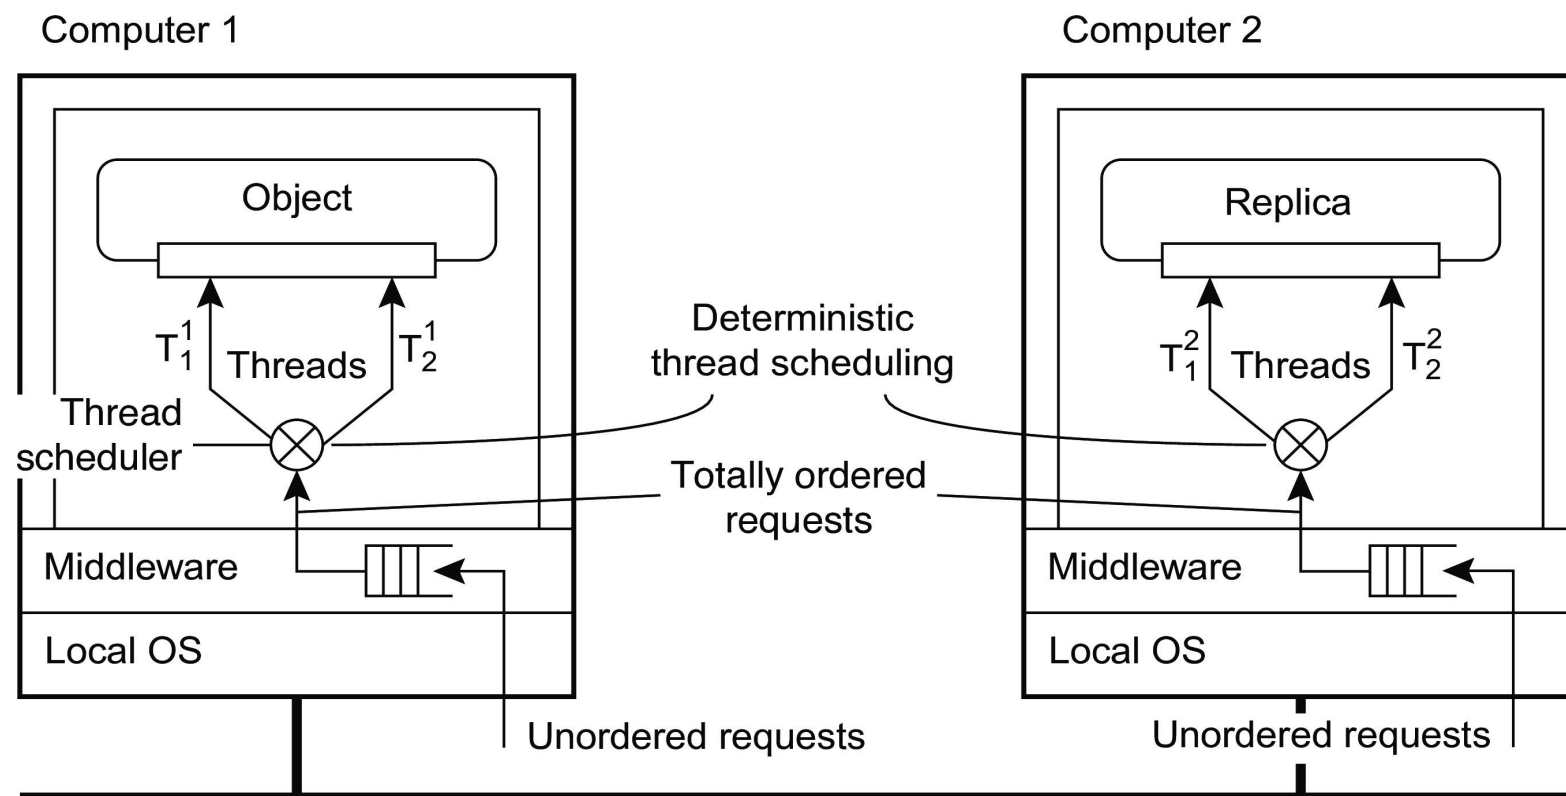 Computer 1
Computer 2
Object
Replica
Deterministic
thread scheduling
T₁¹
Threads
T₂¹
T₁²
Threads
T₂²
Thread
scheduler
Totally ordered
requests
Middleware
Middleware
Local OS
Local OS
Unordered requests
Unordered requests